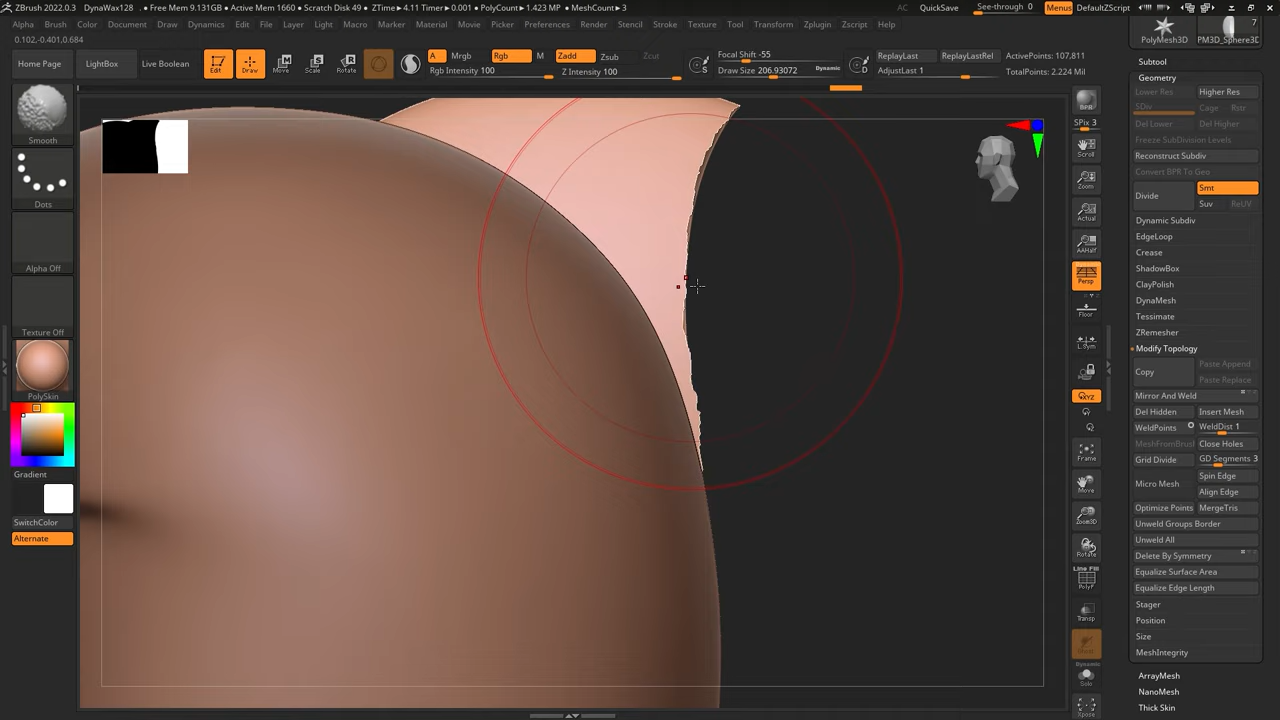 ZBrush 2022.0.3 DynaWax128 • Free Mem 9.131GB • Active Mem 1660 • Scratch Disk 49 • ZTime▸4.11 Timer▸0.001 • PolyCount▸1.423 MP • MeshCount▸3 AC QuickSave See-through 0 Menus DefaultZScript
Alpha Brush Color Document Draw Dynamics Edit File Layer Light Macro Marker Material Movie Picker Preferences Render Stencil Stroke Texture Tool Transform Zplugin Zscript Help
0.102,-0.401,0.684
Home Page LightBox Live Boolean Edit Draw Move Scale Rotate A Mrgb Rgb M Zadd Zsub Zcut Focal Shift -55 ReplayLast ReplayLastRel ActivePoints: 107,811
Rgb Intensity 100 Z Intensity 100 Draw Size 206.93072 Dynamic S D AdjustLast 1 TotalPoints: 2.224 Mil
Smooth
Dots
Alpha Off
Texture Off
PolySkin
Gradient
SwitchColor
Alternate
BPR
SPix 3
Scroll
Zoom
Actual
AAHalf
Persp
Floor
L.Sym
XYZ
Frame
Move
Zoom3D
Rotate
Line Fill
PolyF
Transp
Dynamic
Solo
Xpose
7
PolyMesh3D PM3D_Sphere3D
Subtool
Geometry
Lower Res Higher Res
SDiv Cage Rstr
Del Lower Del Higher
Freeze SubDivision Levels
Reconstruct Subdiv
Convert BPR To Geo
Divide Smt
Suv ReUV
Dynamic Subdiv
EdgeLoop
Crease
ShadowBox
ClayPolish
DynaMesh
Tessimate
ZRemesher
Modify Topology
Copy Paste Append
Paste Replace
Mirror And Weld
Del Hidden Insert Mesh
WeldPoints WeldDist 1
MeshFromBrush Close Holes
Grid Divide GD Segments 3
Micro Mesh Spin Edge
Align Edge
Optimize Points MergeTris
Unweld Groups Border
Unweld All
Delete By Symmetry
Equalize Surface Area
Equalize Edge Length
Stager
Position
Size
MeshIntegrity
ArrayMesh
NanoMesh
Thick Skin